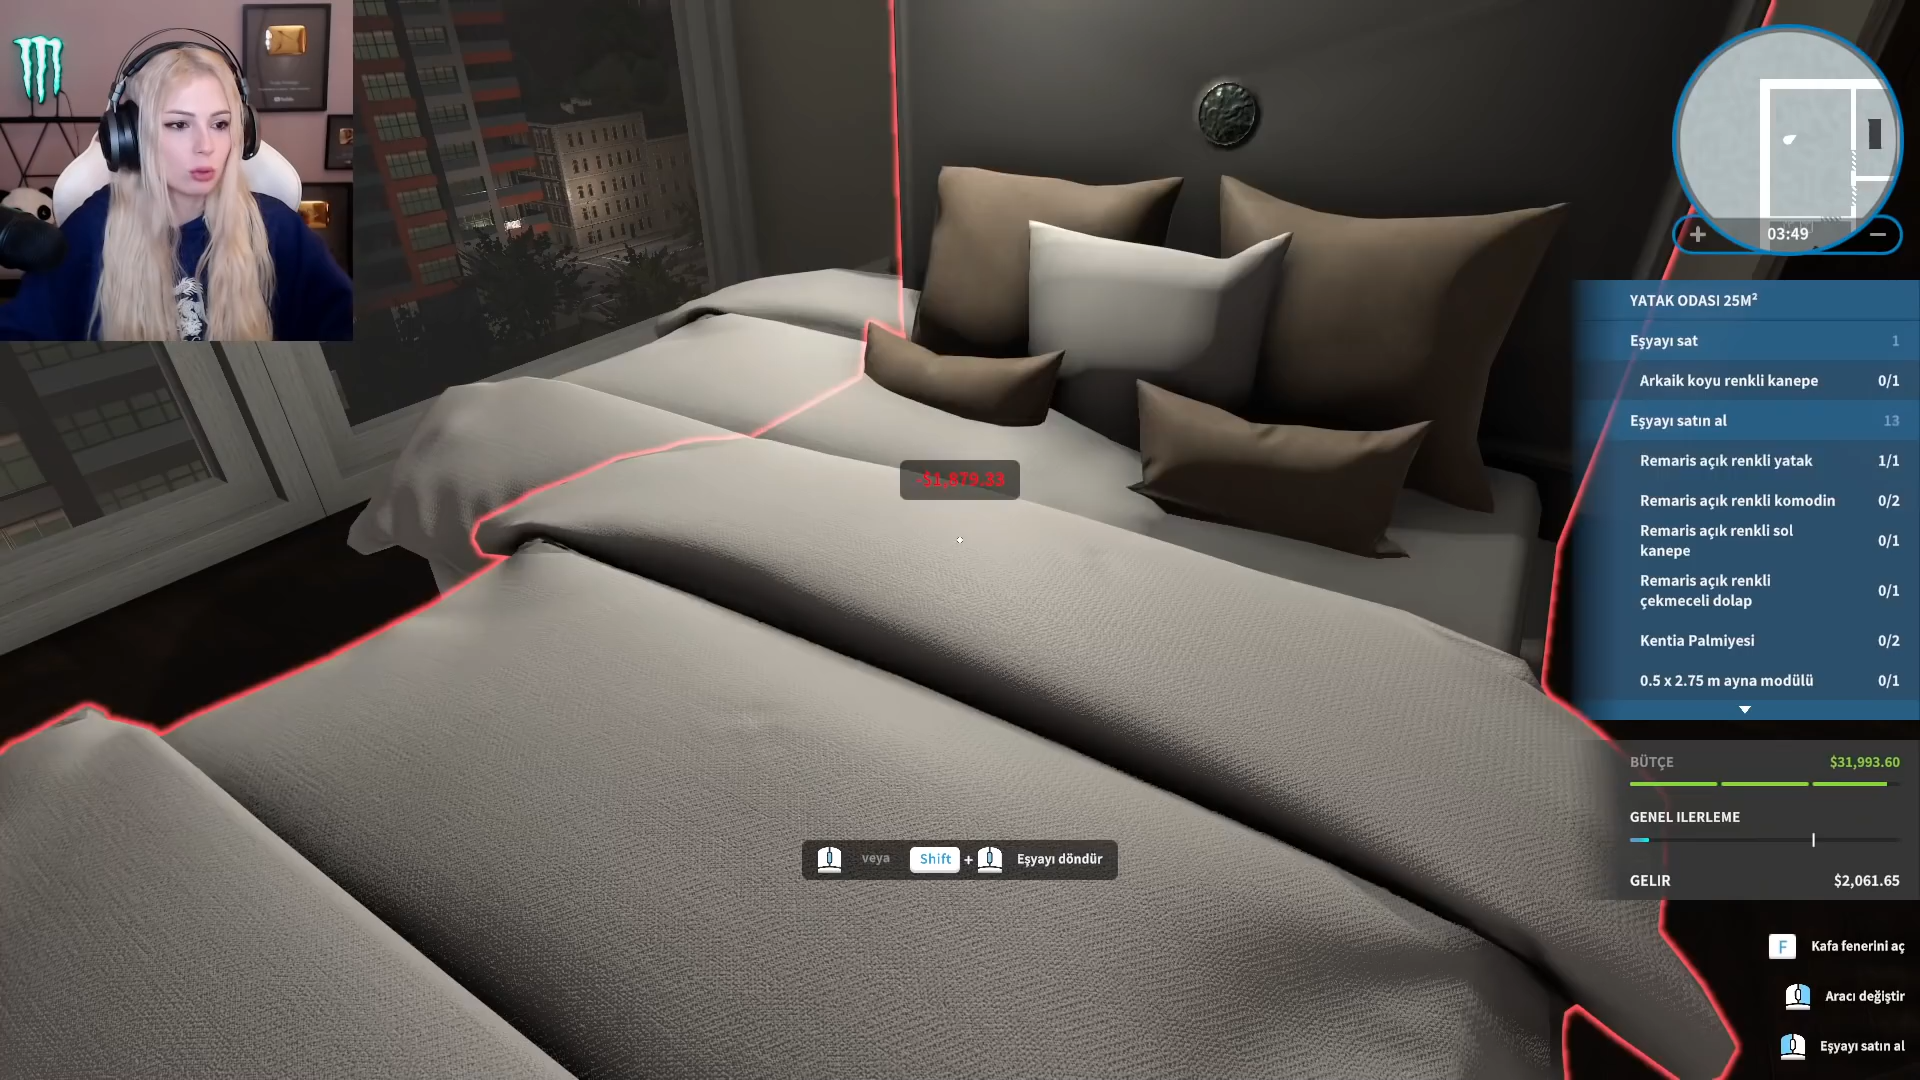 03:49
YATAK ODASI 25M²
Eşyayı sat 1
Arkaik koyu renkli kanepe 0/1
Eşyayı satın al 13
Remaris açık renkli yatak 1/1
Remaris açık renkli komodin 0/2
Remaris açık renkli sol
kanepe 0/1
Remaris açık renkli
çekmeceli dolap 0/1
Kentia Palmiyesi 0/2
0.5 x 2.75 m ayna modülü 0/1
-$1,879.33
BÜTÇE $31,993.60
GENEL ILERLEME
GELIR $2,061.65
veya Shift + Eşyayı döndür
F Kafa fenerini aç
Aracı değiştir
Eşyayı satın al